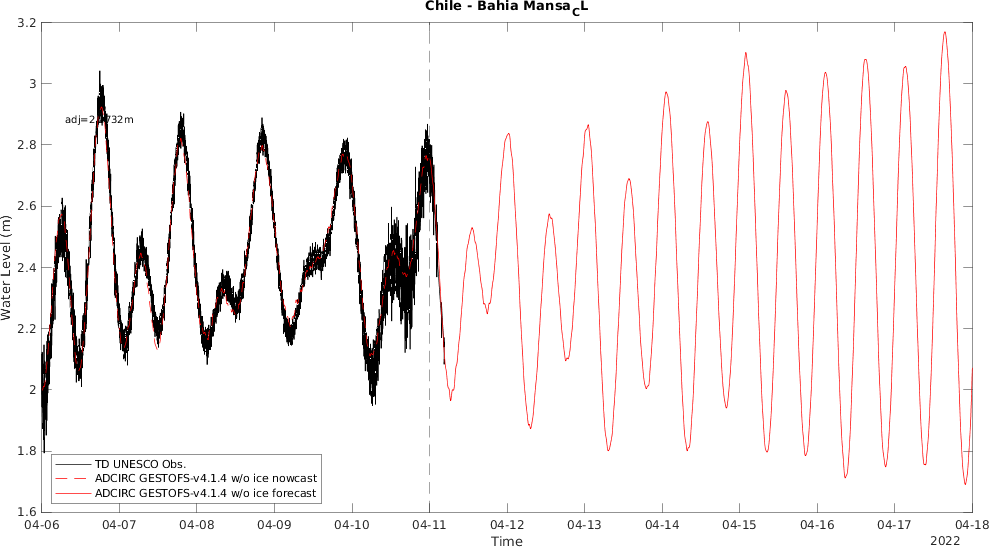 Chile - Bahia Mansa_CL
3.2
3
2.8
2.6
2.4
2.2
2
1.8
1.6
Water Level (m)
TD UNESCO Obs.
ADCIRC GESTOFS-v4.1.4 w/o ice nowcast
ADCIRC GESTOFS-v4.1.4 w/o ice forecast
04-06 04-07 04-08 04-09 04-10 04-11 04-12 04-13 04-14 04-15 04-16 04-17 04-18
Time
2022